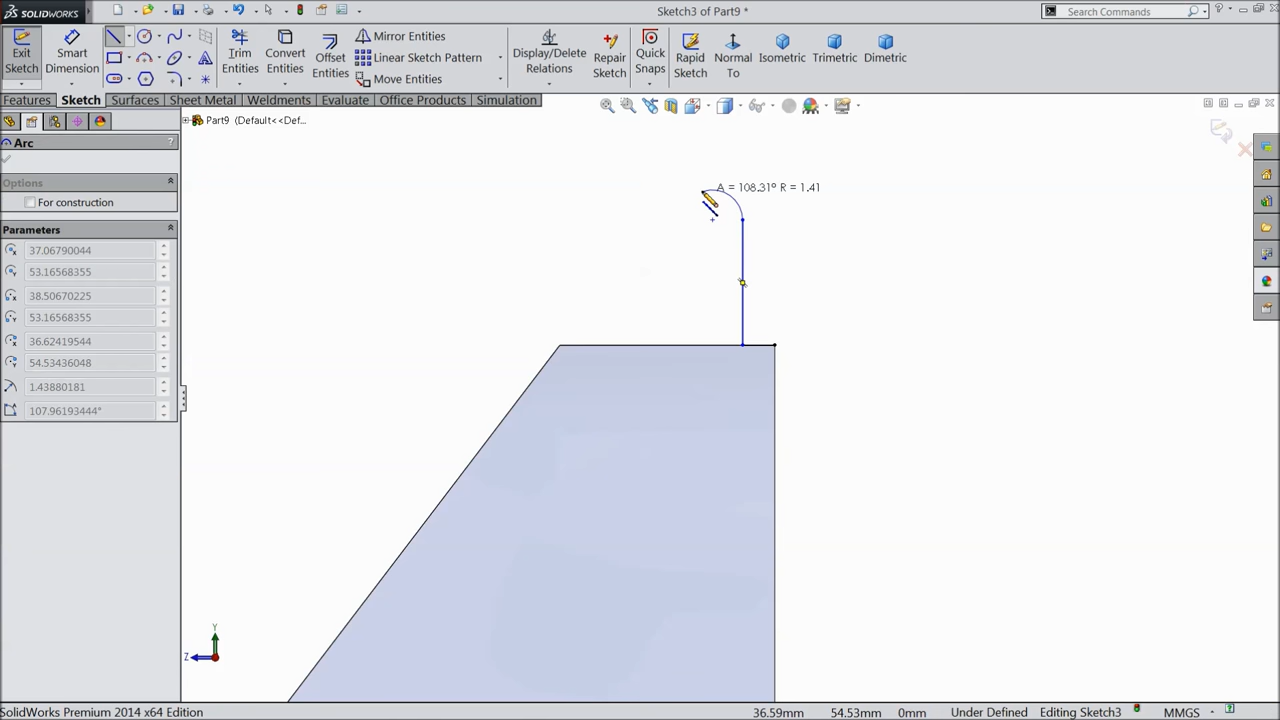 SOLIDWORKS
Sketch3 of Part9 *
Search Commands
Exit Sketch
Smart Dimension
Trim Entities
Convert Entities
Offset Entities
Mirror Entities
Linear Sketch Pattern
Move Entities
Display/Delete Relations
Repair Sketch
Quick Snaps
Rapid Sketch
Normal To
Isometric
Trimetric
Dimetric
Features Sketch Surfaces Sheet Metal Weldments Evaluate Office Products Simulation
Part9 (Default<<Def...
Arc
?
Options
For construction
Parameters
37.06790044
53.16568355
38.50670225
53.16568355
36.62419544
54.53436048
1.43880181
107.96193444°
A = 108.31° R = 1.41
Y
Z
SolidWorks Premium 2014 x64 Edition
36.59mm 54.53mm 0mm Under Defined Editing Sketch3 MMGS